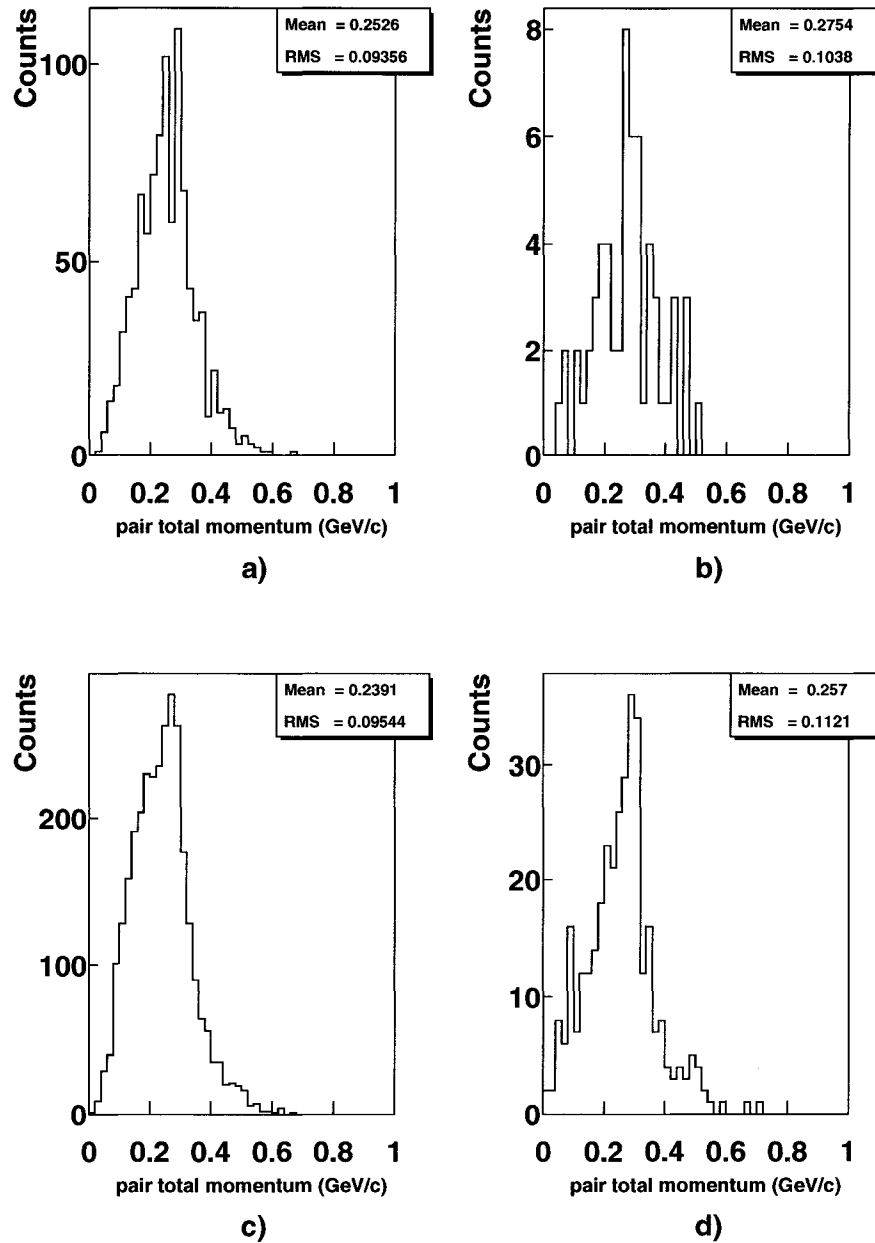 Counts
100
50
0
Mean = 0.2526
RMS = 0.09356
0 0.2 0.4 0.6 0.8 1
pair total momentum (GeV/c)
a)
Counts
8
6
4
2
0
Mean = 0.2754
RMS = 0.1038
0 0.2 0.4 0.6 0.8 1
pair total momentum (GeV/c)
b)
Counts
200
100
0
Mean = 0.2391
RMS = 0.09544
0 0.2 0.4 0.6 0.8 1
pair total momentum (GeV/c)
c)
Counts
30
20
10
0
Mean = 0.257
RMS = 0.1121
0 0.2 0.4 0.6 0.8 1
pair total momentum (GeV/c)
d)